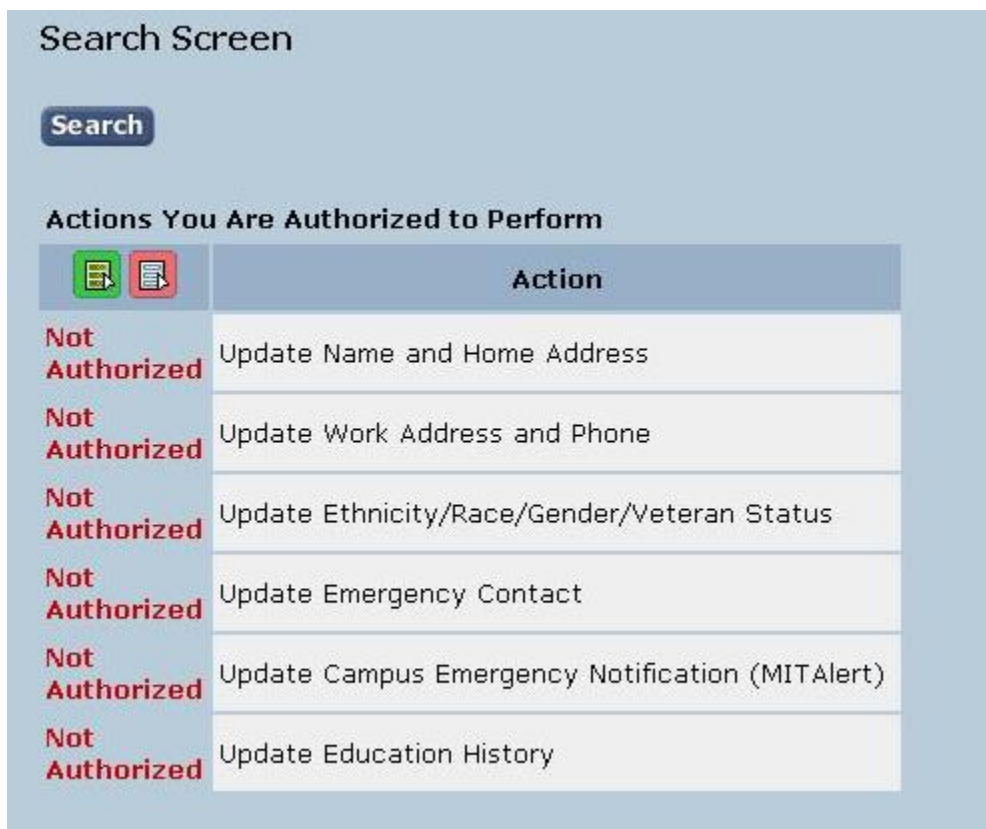 Search Screen
Search
Actions You Are Authorized to Perform
Action
Not
Authorized
Update Name and Home Address
Not
Authorized
Update Work Address and Phone
Not
Authorized
Update Ethnicity/Race/Gender/Veteran Status
Not
Authorized
Update Emergency Contact
Not
Authorized
Update Campus Emergency Notification (MITAlert)
Not
Authorized
Update Education History